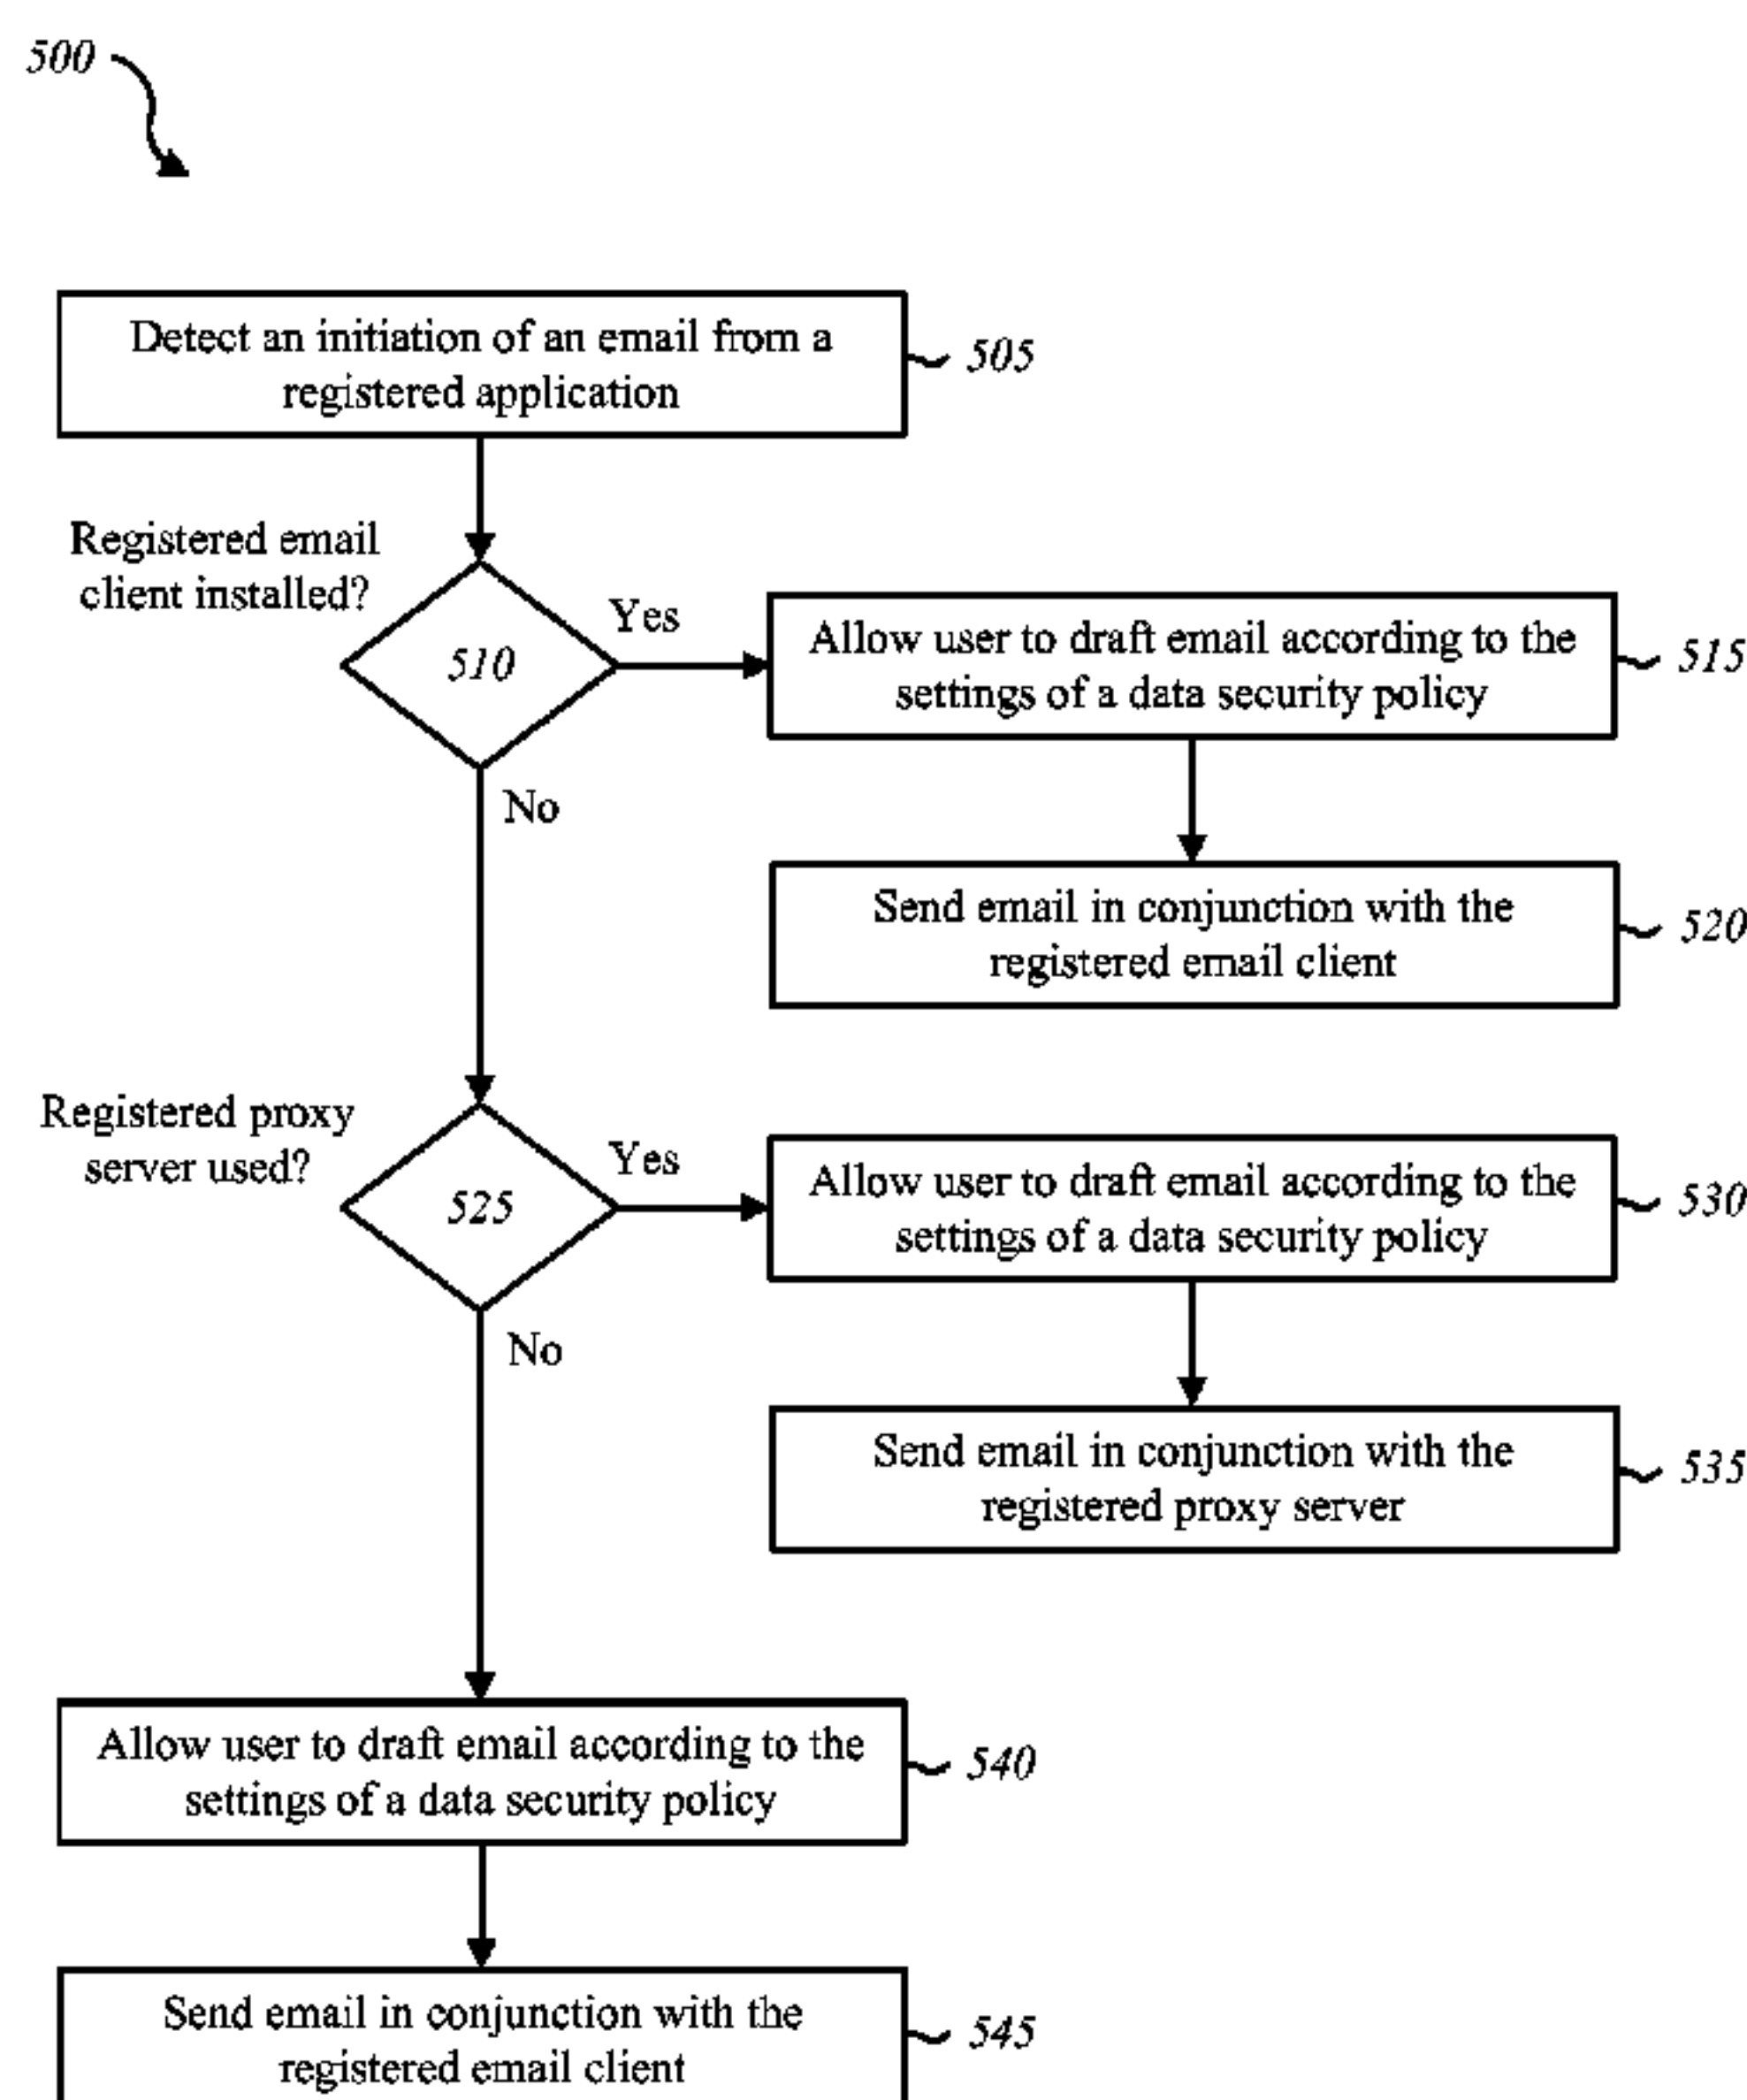 500
Detect an initiation of an email from a
registered application
505
Registered email
client installed?
510
Yes
No
Allow user to draft email according to the
settings of a data security policy
515
Send email in conjunction with the
registered email client
520
Registered proxy
server used?
525
Yes
No
Allow user to draft email according to the
settings of a data security policy
530
Send email in conjunction with the
registered proxy server
535
Allow user to draft email according to the
settings of a data security policy
540
Send email in conjunction with the
registered email client
545